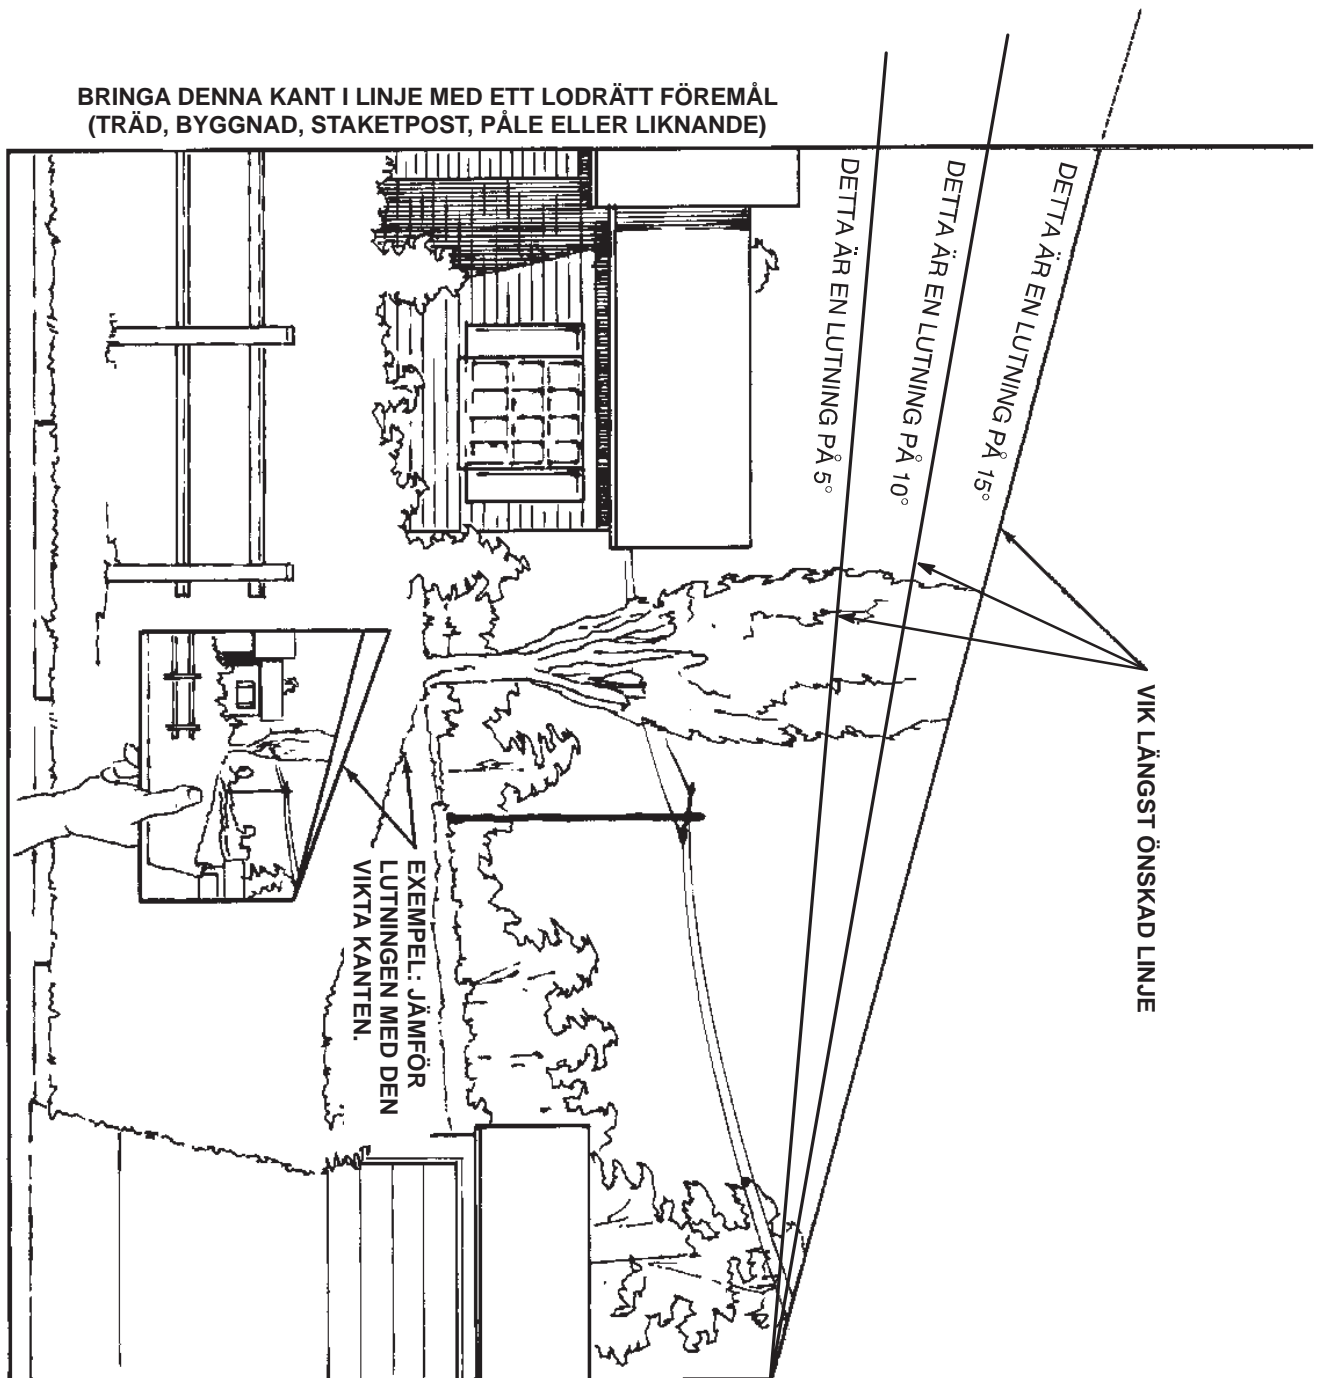 BRINGA DENNA KANT I LINJE MED ETT LODRÄTT FÖREMÅL
(TRÄD, BYGGNAD, STAKETPOST, PÅLE ELLER LIKNANDE)
DETTA ÄR EN LUTNING PÅ 15°
DETTA ÄR EN LUTNING PÅ 10°
DETTA ÄR EN LUTNING PÅ 5°
VIK LÄNGST ÖNSKAD LINJE
EXEMPEL: JÄMFÖR
LUTNINGEN MED DEN
VIKTA KANTEN.